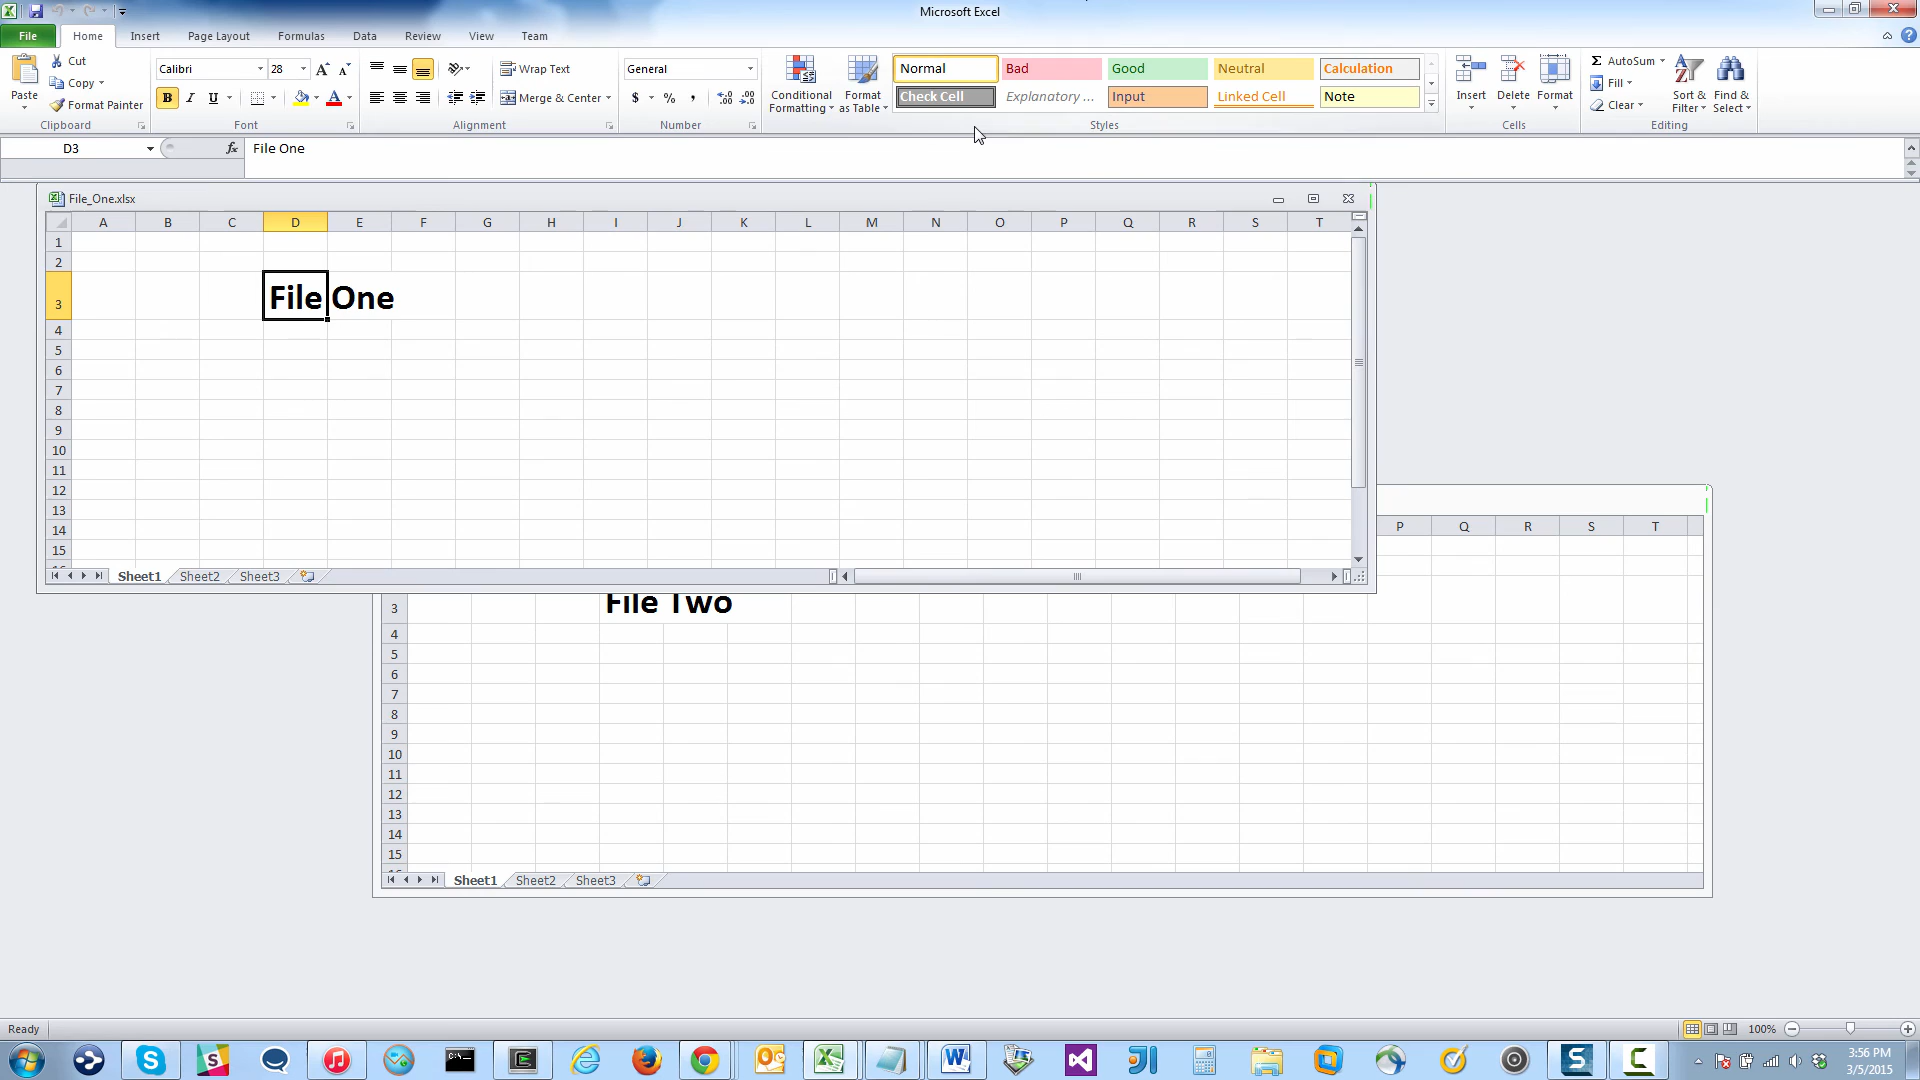 Microsoft Excel
File Home Insert Page Layout Formulas Data Review View Team
Cut
Copy
Format Painter
Paste
Clipboard
Calibri 28
B I U
Font
Wrap Text
Merge & Center
Alignment
General
$ % ,
Number
Conditional Formatting
Format as Table
Normal Bad Good Neutral Calculation
Check Cell Explanatory ... Input Linked Cell Note
Styles
Insert Delete Format
Cells
Σ AutoSum
Fill
Clear
Sort & Filter
Find & Select
Editing
D3 fx File One
File_One.xlsx
A B C D E F G H I J K L M N O P Q R S T
1
2
3 File One
4
5
6
7
8
9
10
11
12
13
14
15
Sheet1 Sheet2 Sheet3
P Q R S T
3 File Two
4
5
6
7
8
9
10
11
12
13
14
15
Sheet1 Sheet2 Sheet3
Ready 100%
3:56 PM
3/5/2015